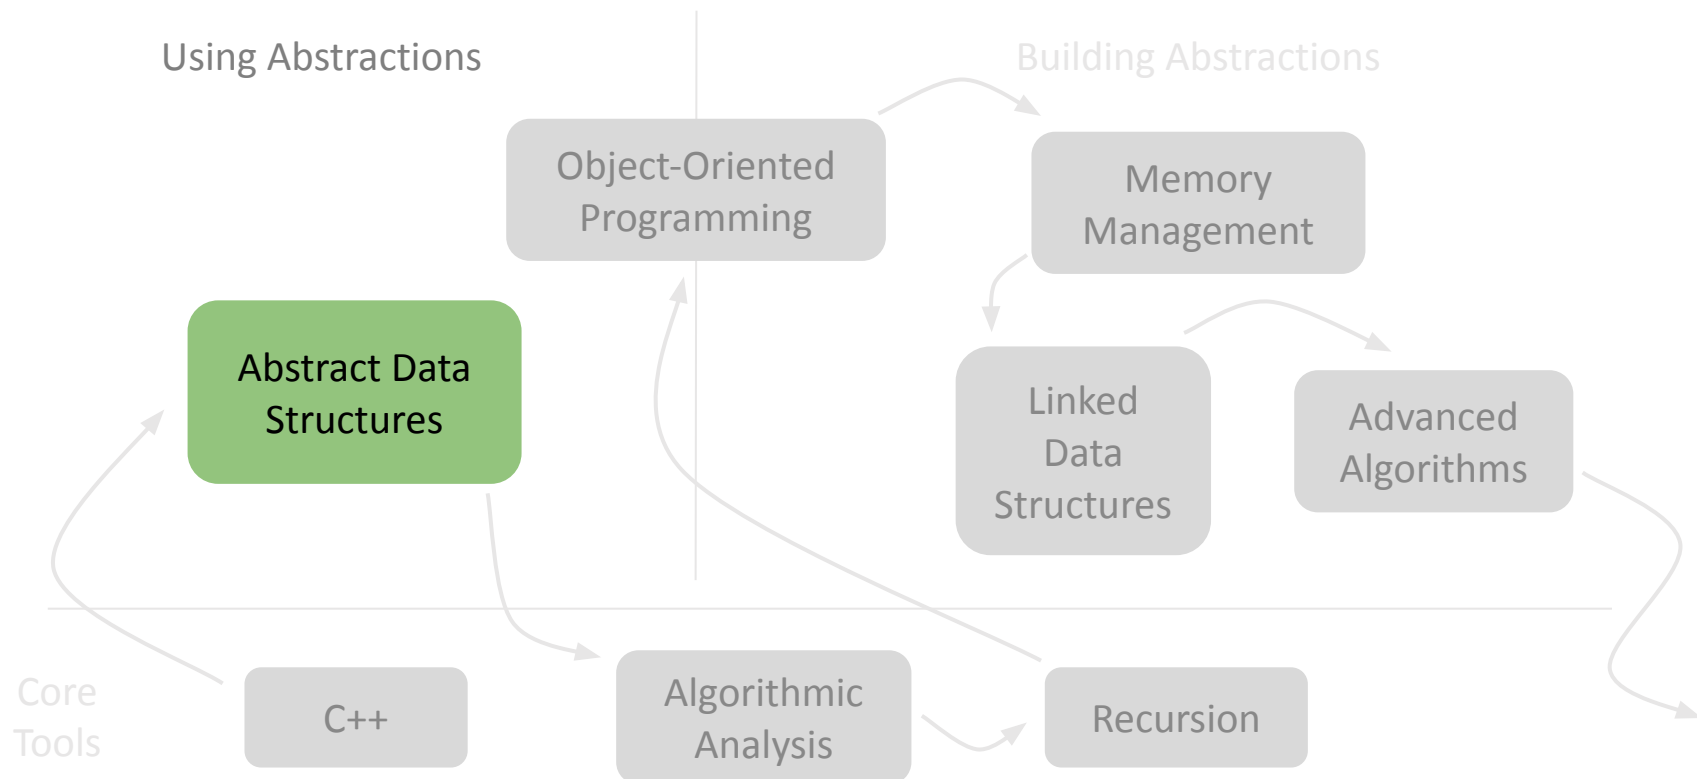 Using Abstractions
Building Abstractions
Object-Oriented
Programming
Memory
Management
Abstract Data
Structures
Linked
Data
Structures
Advanced
Algorithms
Core
Tools
C++
Algorithmic
Analysis
Recursion